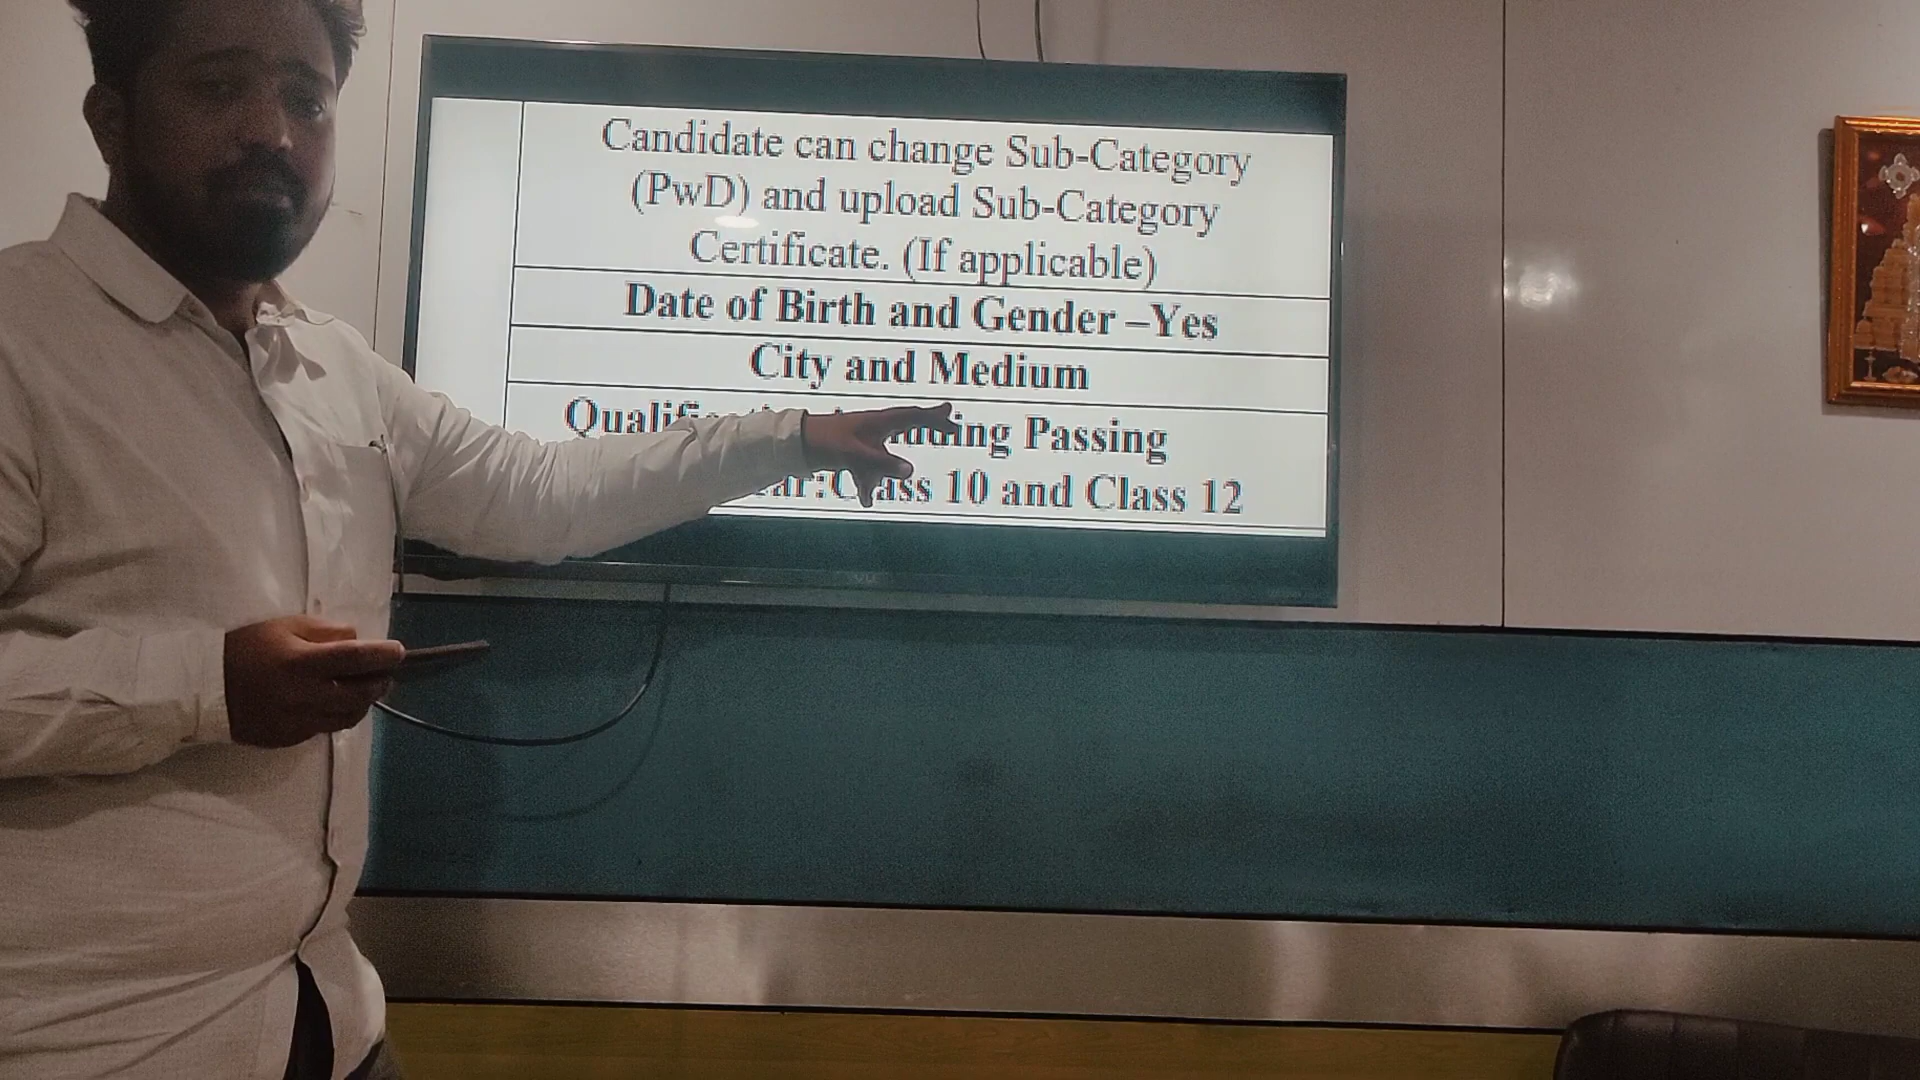 Candidate can change Sub-Category
(PwD) and upload Sub-Category
Certificate. (If applicable)
Date of Birth and Gender –Yes
City and Medium
Passing
Class 10 and Class 12